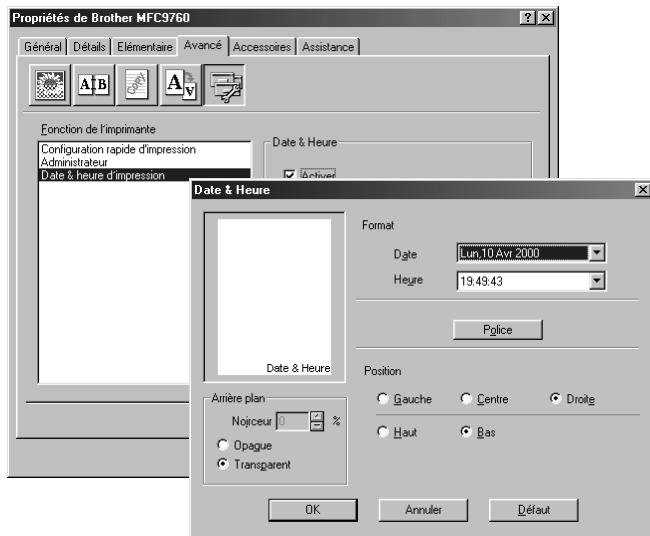 Propriétés de Brother MFC9760
Général Détails Elémentaire Avancé Accessoires Assistance
A B Copy A A
Fonction de l'imprimante
Configuration rapide d'impression
Administrateur
Date & heure d'impression
Date & Heure
Activer
Date & Heure
Date & Heure
Arrière plan
Noirceur 0 %
Opaque
Transparent
Format
Date Lun,10 Avr 2000
Heure 19:49:43
Police
Position
Gauche Centre Droite
Haut Bas
OK Annuler Défaut